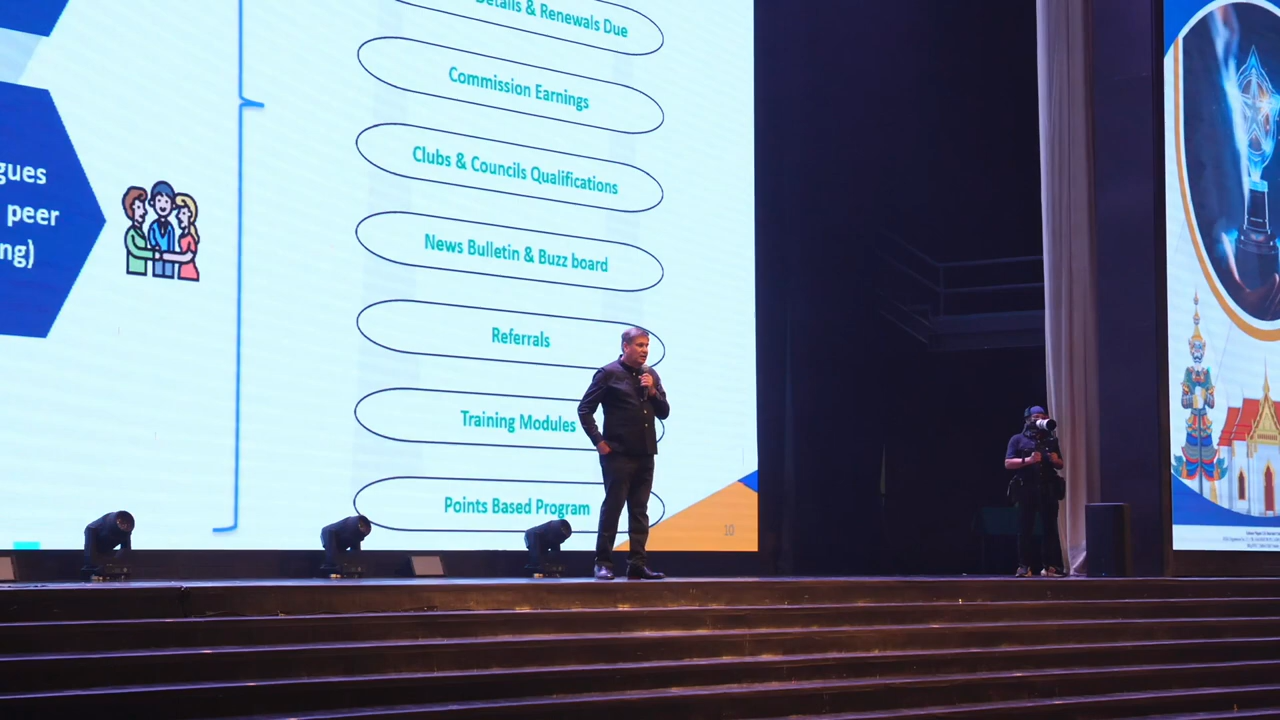 Details & Renewals Due
Commission Earnings
Clubs & Councils Qualifications
gues
peer
ng)
News Bulletin & Buzz board
Referrals
Training Modules
Points Based Program
10